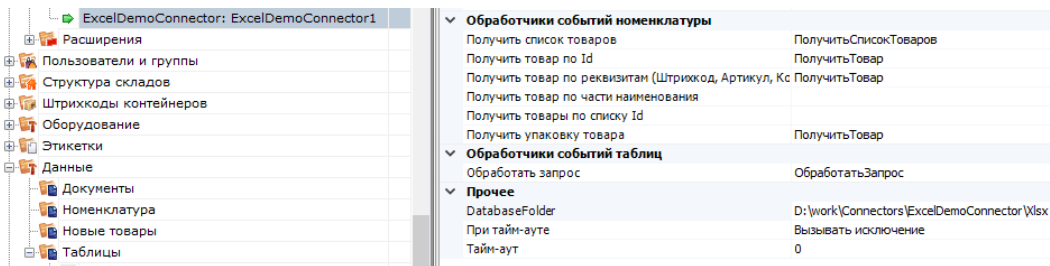 ExcelDemoConnector: ExcelDemoConnector1
Расширения
Пользователи и группы
Структура складов
Штрихкоды контейнеров
Оборудование
Этикетки
Данные
Документы
Номенклатура
Новые товары
Таблицы
Обработчики событий номенклатуры
Получить список товаров ПолучитьСписокТоваров
Получить товар по Id ПолучитьТовар
Получить товар по реквизитам (Штрихкод, Артикул, Кс ПолучитьТовар
Получить товар по части наименования
Получить товары по списку Id
Получить упаковку товара ПолучитьТовар
Обработчики событий таблиц
Обработать запрос ОбработатьЗапрос
Прочее
DatabaseFolder D:\work\Connectors\ExcelDemoConnector\Xlsx
При тайм-ауте Вызывать исключение
Тайм-аут 0